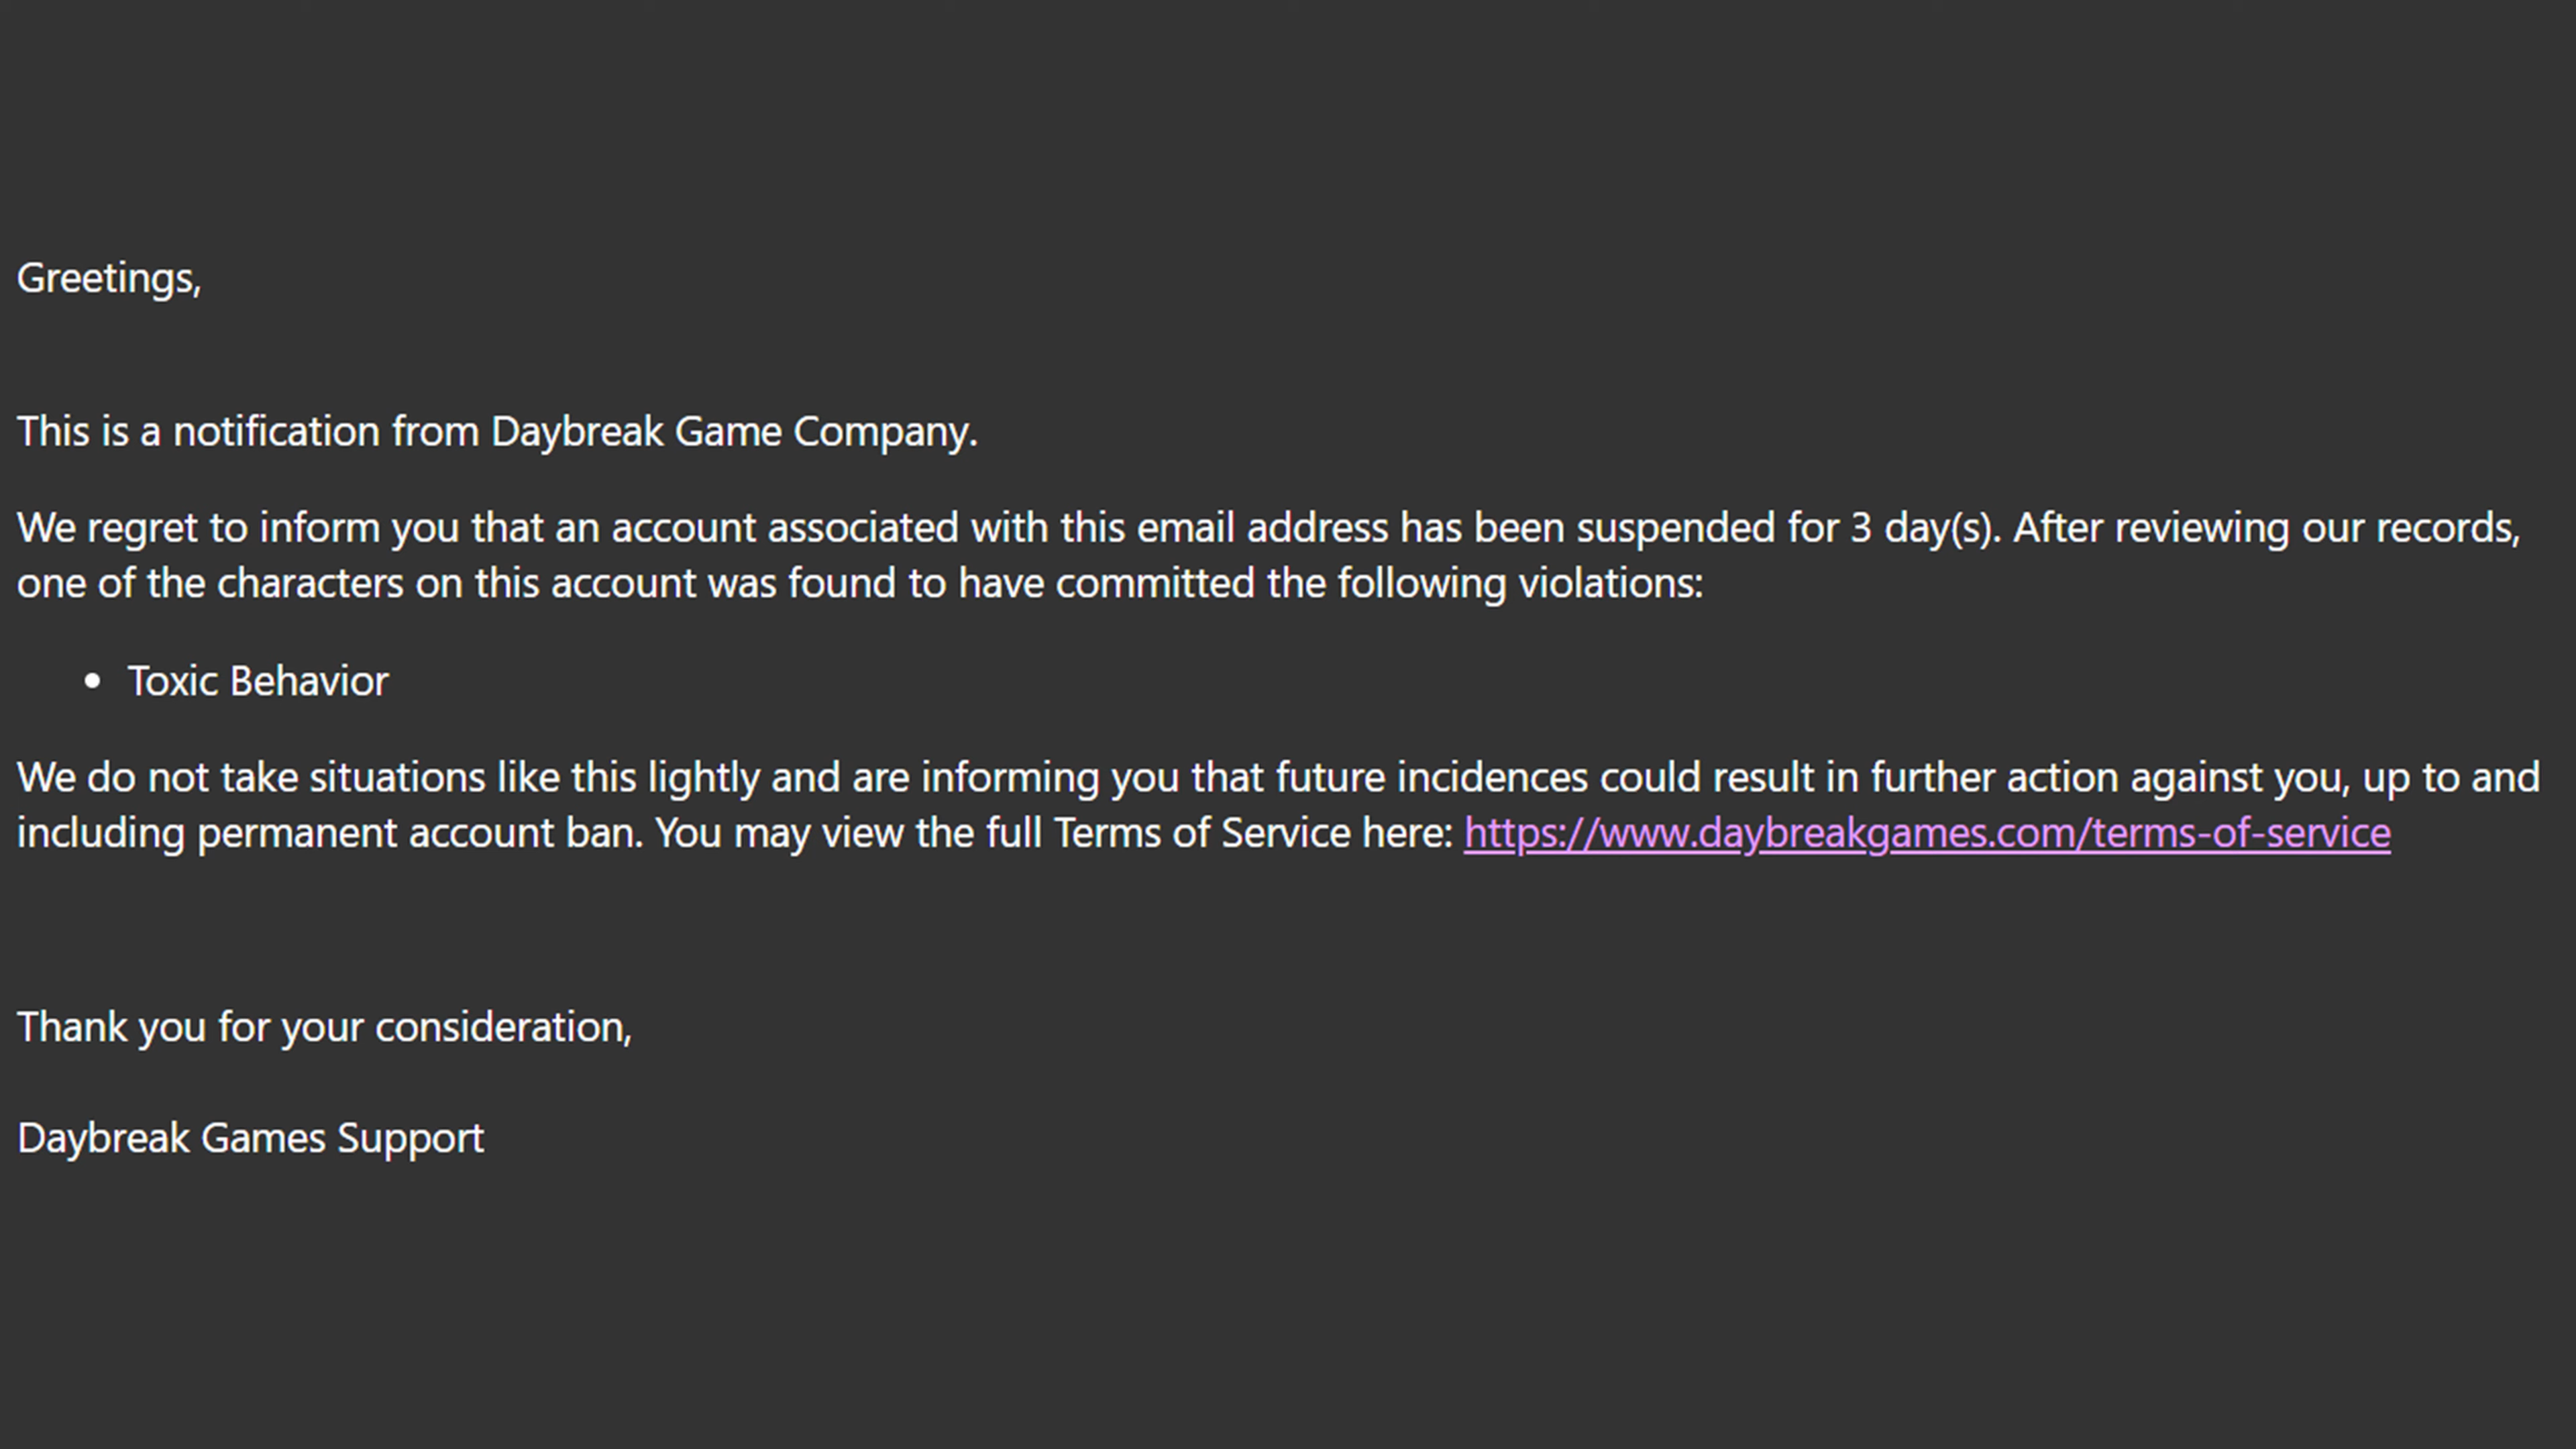 Greetings,
This is a notification from Daybreak Game Company.
We regret to inform you that an account associated with this email address has been suspended for 3 day(s). After reviewing our records,
one of the characters on this account was found to have committed the following violations:
• Toxic Behavior
We do not take situations like this lightly and are informing you that future incidences could result in further action against you, up to and
including permanent account ban. You may view the full Terms of Service here: https://www.daybreakgames.com/terms-of-service
Thank you for your consideration,
Daybreak Games Support